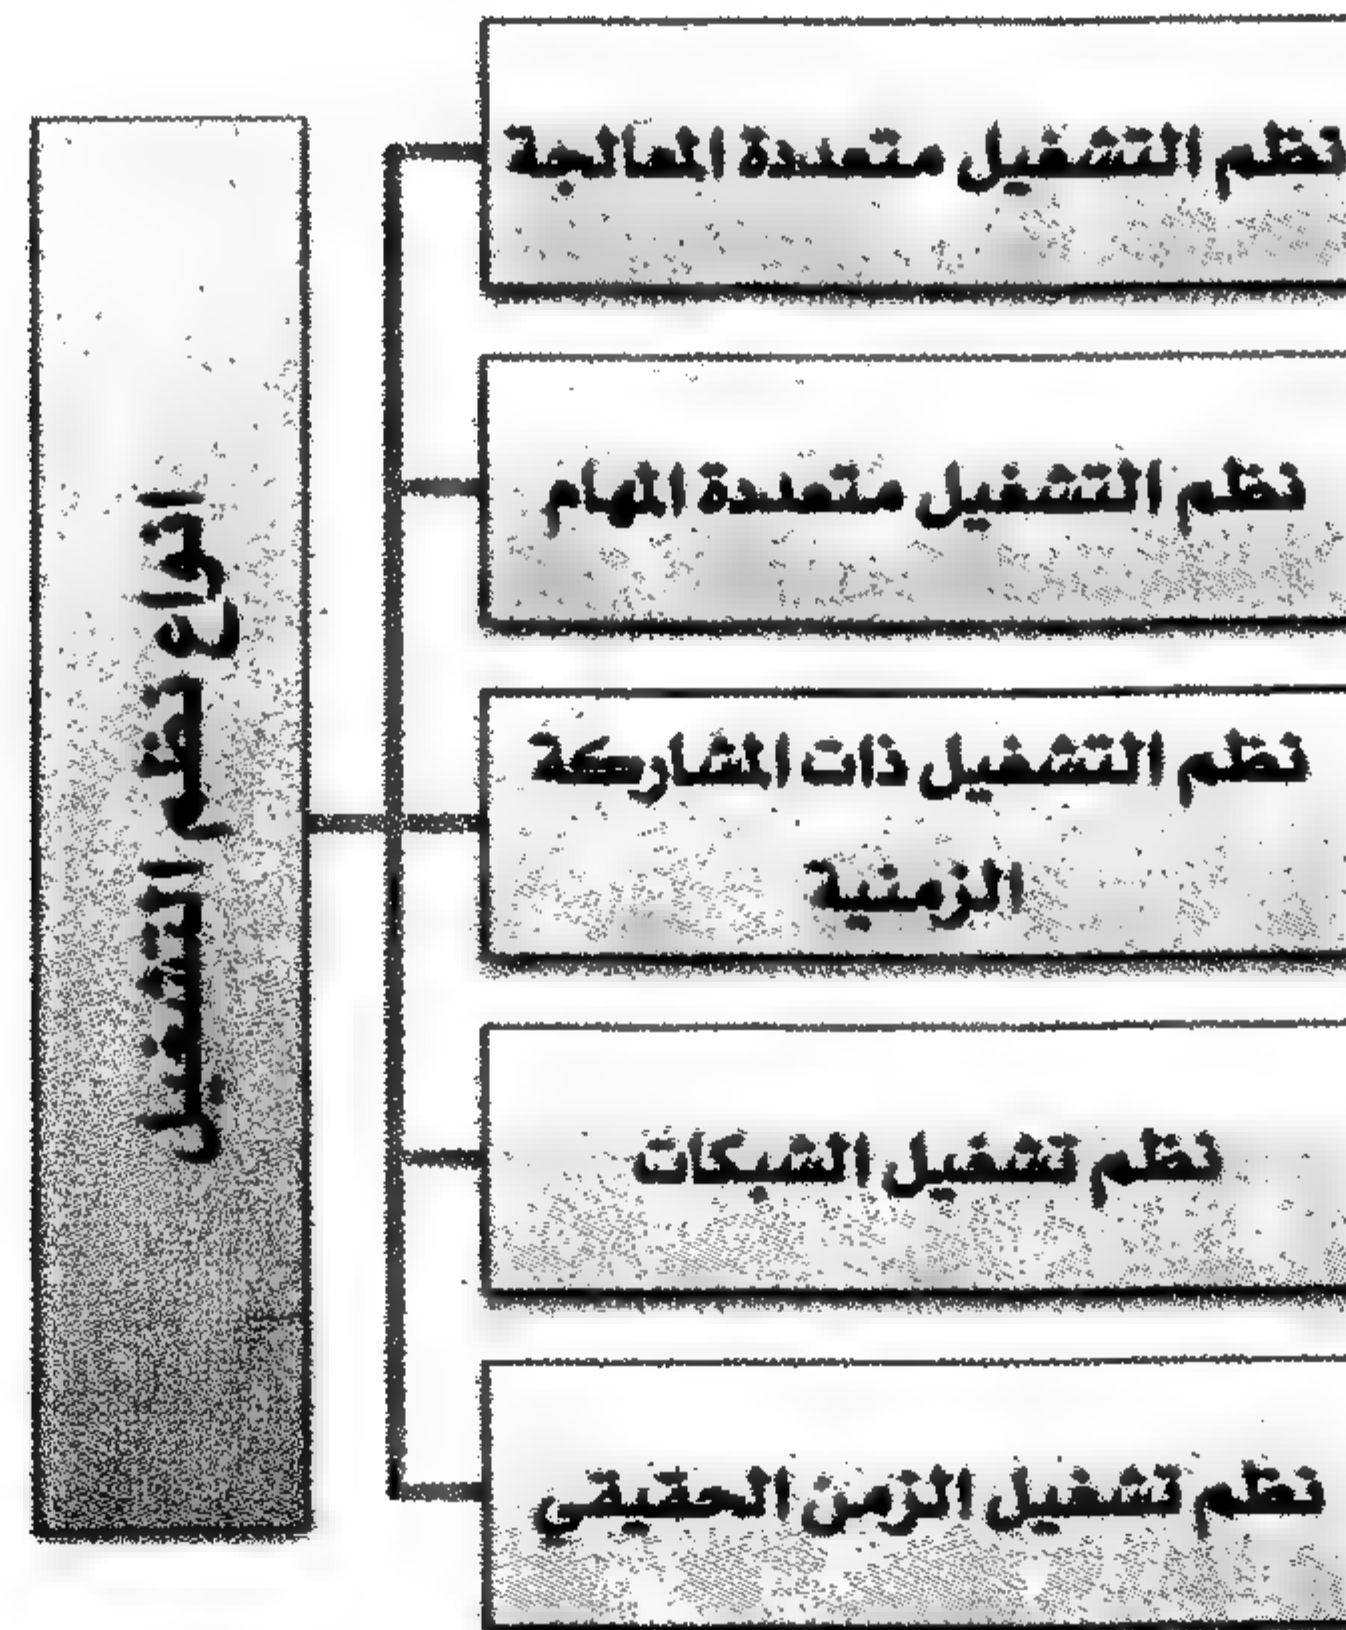 انواع نظم التشغيل
نظم التشغيل متعددة المعالجة
نظم التشغيل متعددة المهام
نظم التشغيل ذات المشاركة
الزمنية
نظم تشغيل الشبكات
نظم تشغيل الزمن الحقيقي